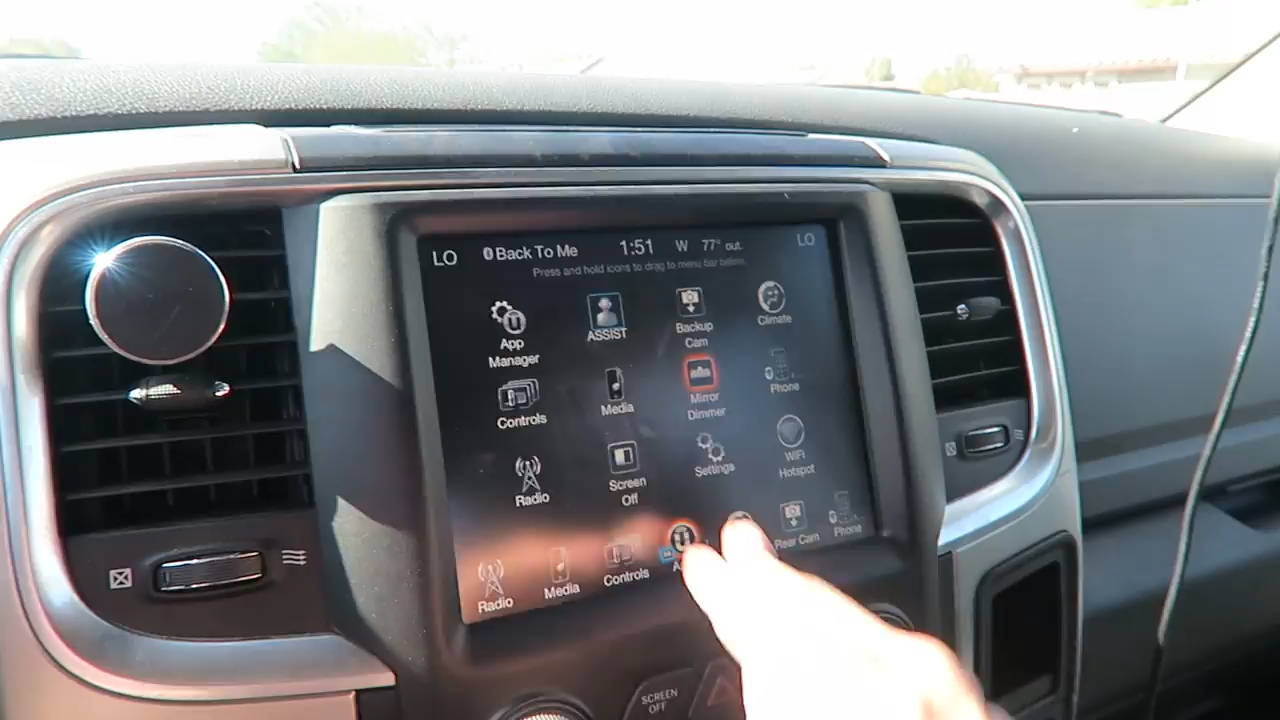 LO Back To Me 1:51 W 77° out. LO
Press and hold icons to drag to menu bar below.
App
Manager
ASSIST
Backup
Cam
Climate
Controls
Media
Mirror
Dimmer
Phone
Radio
Screen
Off
Settings
WiFi
Hotspot
Radio
Media
Controls
Rear Cam
Phone
SCREEN
OFF